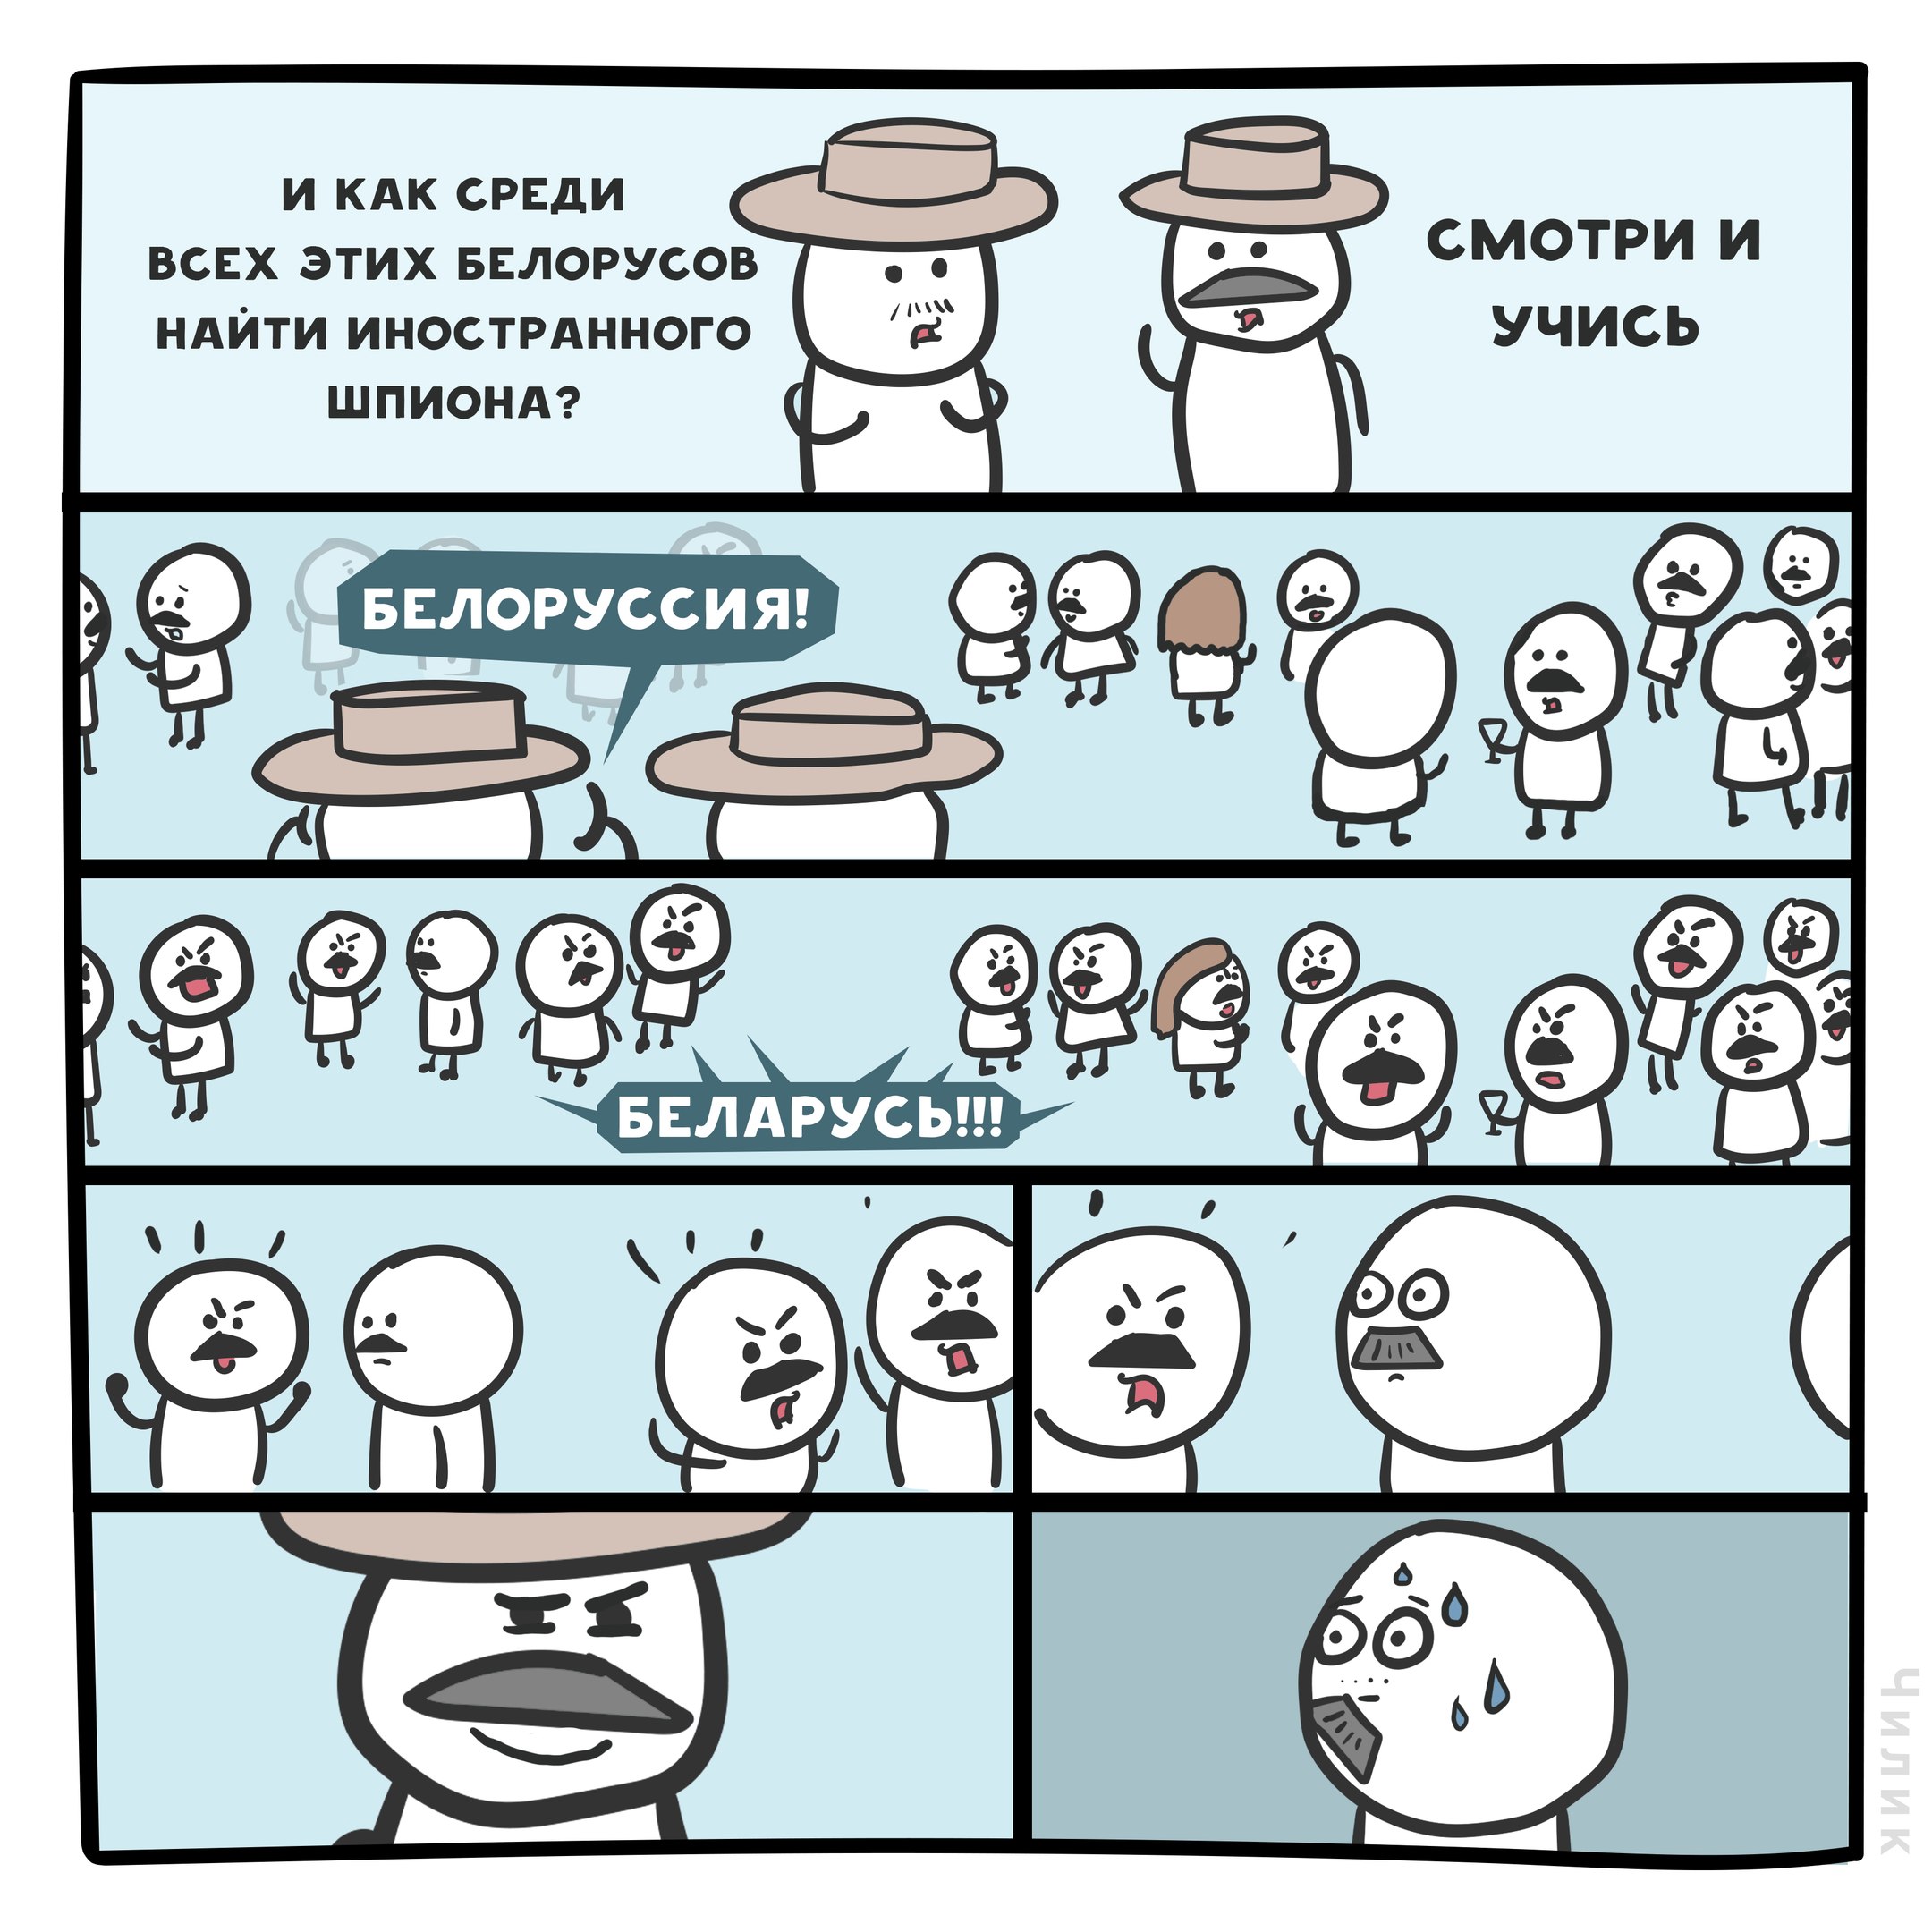 И КАК СРЕДИ
ВСЕХ ЭТИХ БЕЛОРУСОВ
НАЙТИ ИНОСТРАННОГО
ШПИОНА?
СМОТРИ И
УЧИСЬ
БЕЛОРУССИЯ!
БЕЛАРУСЬ!!!
ЧИЛИК